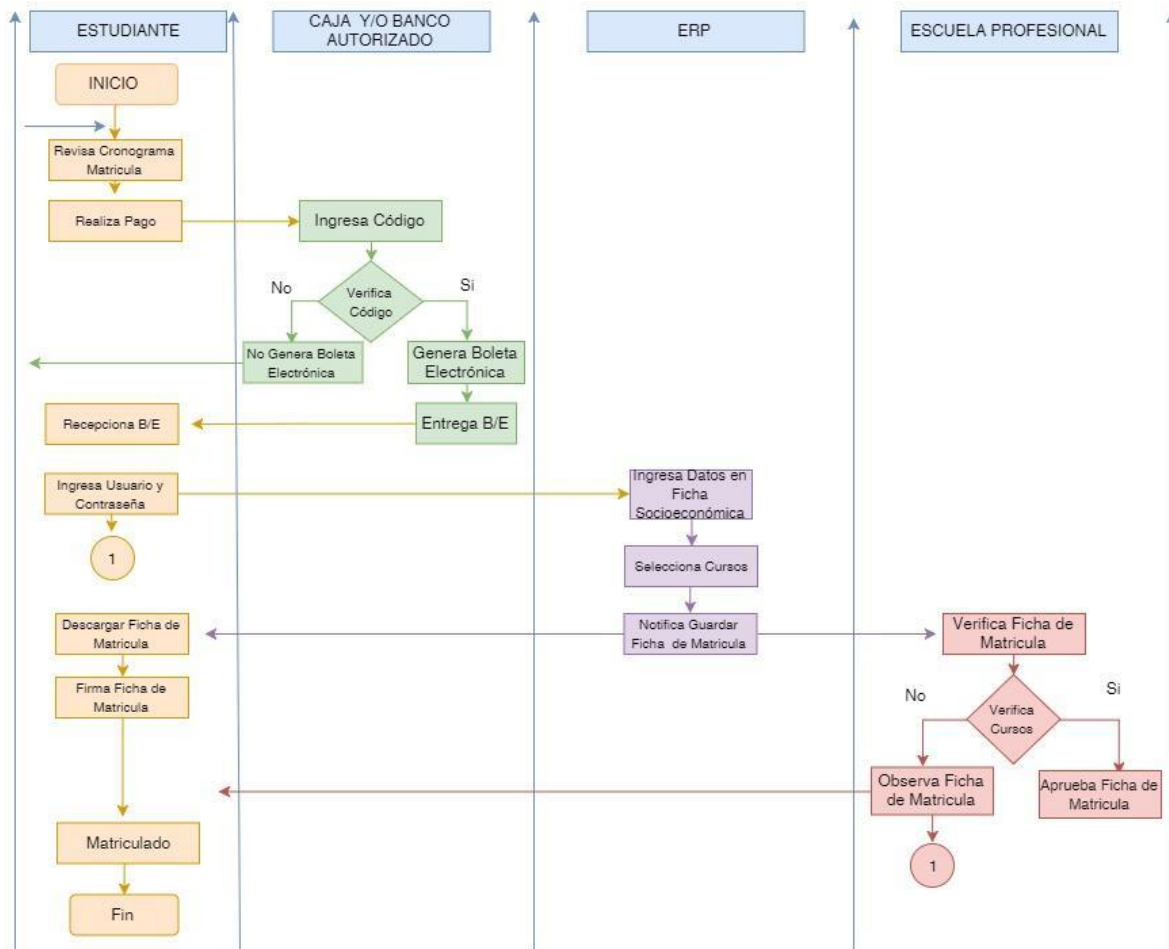 ESTUDIANTE
CAJA Y/O BANCO
AUTORIZADO
ERP
ESCUELA PROFESIONAL
INICIO
Revisa Cronograma
Matricula
Realiza Pago
Ingresa Código
Verifica
Código
No
Si
No Genera Boleta
Electrónica
Genera Boleta
Electrónica
Recepciona B/E
Entrega B/E
Ingresa Usuario y
Contraseña
Ingresa Datos en
Ficha
Socioeconómica
1
Selecciona Cursos
Descargar Ficha de
Matricula
Notifica Guardar
Ficha de Matricula
Verifica Ficha de
Matricula
Firma Ficha de
Matricula
No
Si
Verifica
Cursos
Observa Ficha
de Matricula
Aprueba Ficha de
Matricula
Matriculado
1
Fin